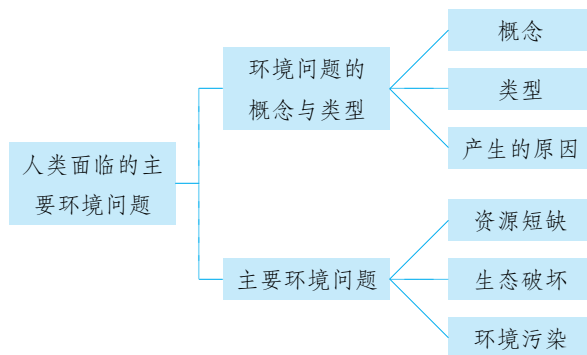 人类面临的主
要环境问题
环境问题的
概念与类型
概念
类型
产生的原因
主要环境问题
资源短缺
生态破坏
环境污染